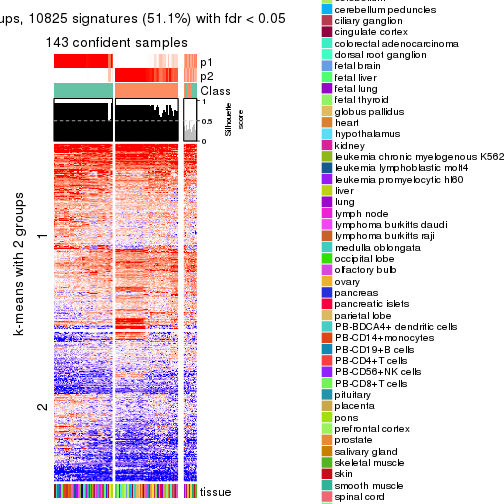 ups, 10825 signatures (51.1%) with fdr < 0.05
143 confident samples
p1
p2
Class
1
0.5
0
Silhouette
score
k-means with 2 groups
1
2
tissue
cerebellum peduncles
ciliary ganglion
cingulate cortex
colorectal adenocarcinoma
dorsal root ganglion
fetal brain
fetal liver
fetal lung
fetal thyroid
globus pallidus
heart
hypothalamus
kidney
leukemia chronic myelogenous K562
leukemia lymphoblastic molt4
leukemia promyelocytic hl60
liver
lung
lymph node
lymphoma burkitts daudi
lymphoma burkitts raji
medulla oblongata
occipital lobe
olfactory bulb
ovary
pancreas
pancreatic islets
parietal lobe
PB-BDCA4+ dendritic cells
PB-CD14+ monocytes
PB-CD19+ B cells
PB-CD4+ T cells
PB-CD56+ NK cells
PB-CD8+ T cells
pituitary
placenta
pons
prefrontal cortex
prostate
salivary gland
skeletal muscle
skin
smooth muscle
spinal cord